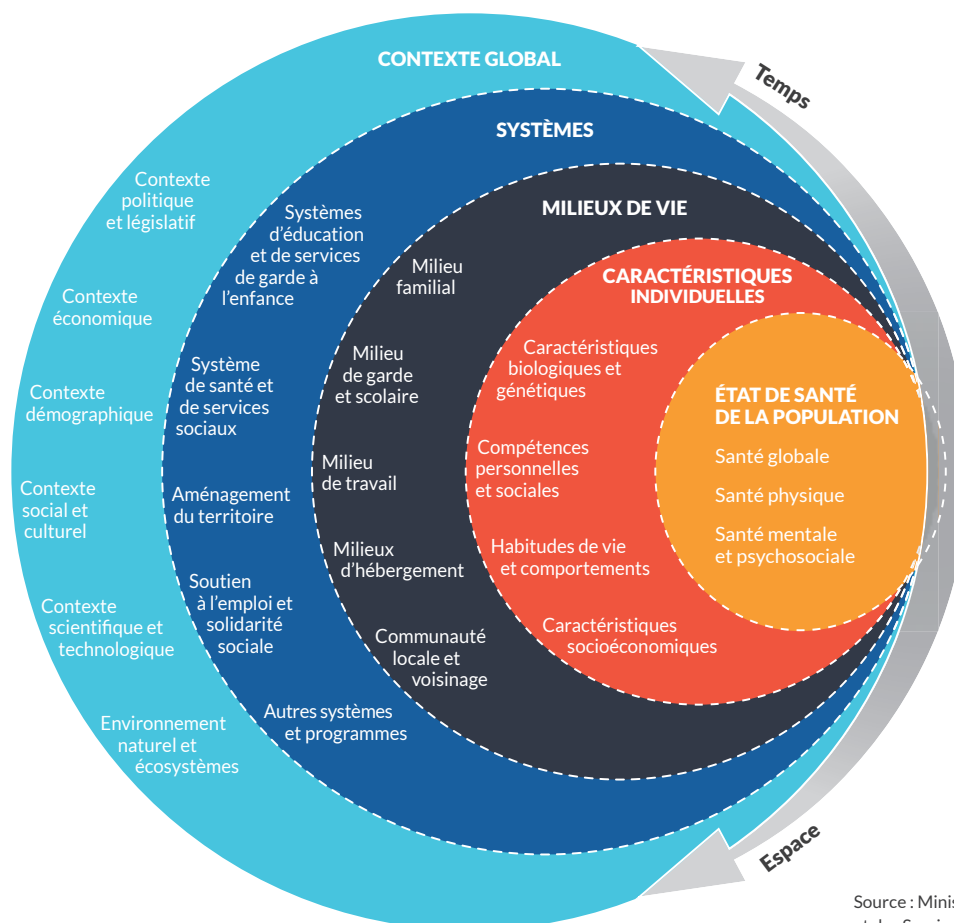 CONTEXTE GLOBAL
Temps
SYSTÈMES
MILIEUX DE VIE
CARACTÉRISTIQUES
INDIVIDUELLES
ÉTAT DE SANTÉ
DE LA POPULATION
Santé globale
Santé physique
Santé mentale
et psychosociale
Contexte
politique
et législatif
Contexte
économique
Contexte
démographique
Contexte
social et
culturel
Contexte
scientifique et
technologique
Environnement
naturel et
écosystèmes
Systèmes
d’éducation
et de services
de garde à
l’enfance
Système
de santé et
de services
sociaux
Aménagement
du territoire
Soutien
à l’emploi et
solidarité
sociale
Autres systèmes
et programmes
Milieu
familial
Milieu
de garde
et scolaire
Milieu
de travail
Milieux
d’hébergement
Communauté
locale et
voisinage
Caractéristiques
biologiques et
génétiques
Compétences
personnelles
et sociales
Habitudes de vie
et comportements
Caractéristiques
socioéconomiques
Espace
Source : Minis